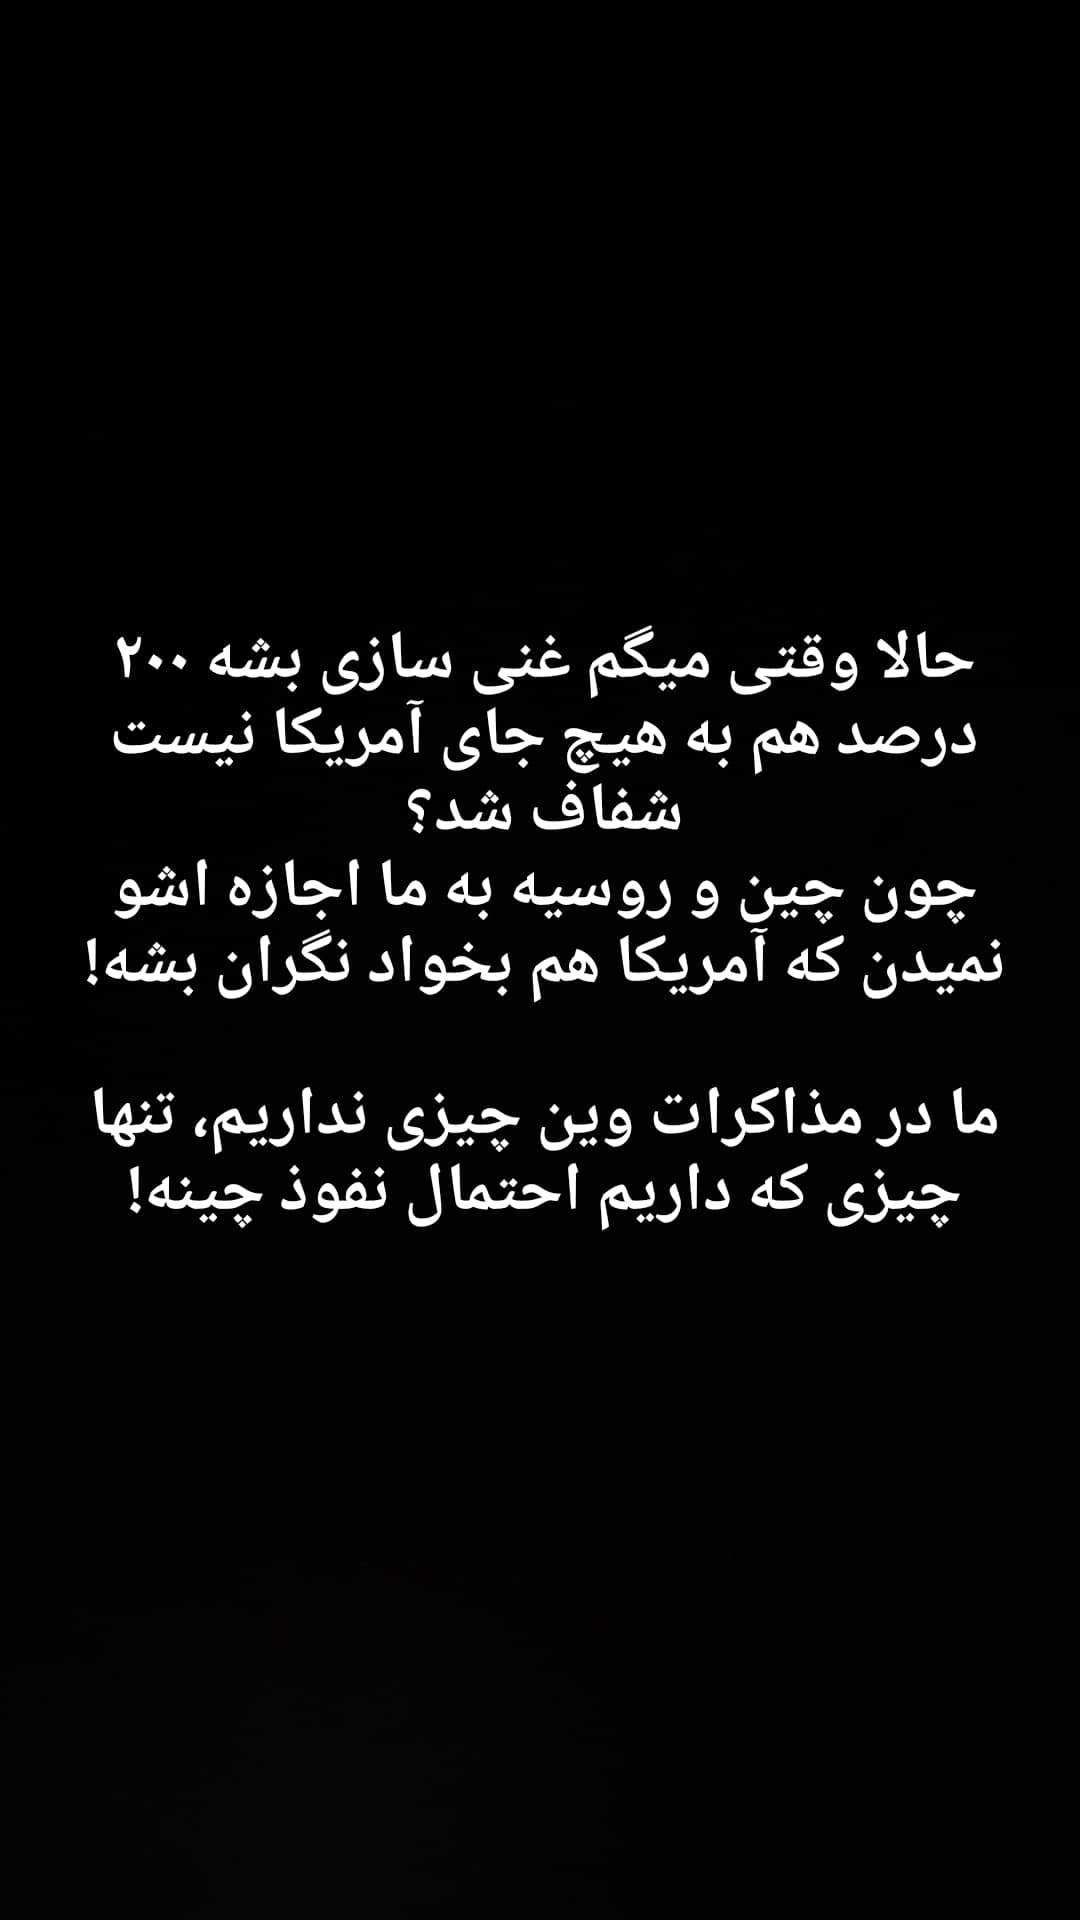 حالا وقتی میگم غنی سازی بشه ۲۰۰
درصد هم به هیچ جای آمریکا نیست
شفاف شد؟
چون چین و روسیه به ما اجازه اشو
نمیدن که آمریکا هم بخواد نگران بشه!
ما در مذاکرات وین چیزی نداریم، تنها
چیزی که داریم احتمال نفوذ چینه!